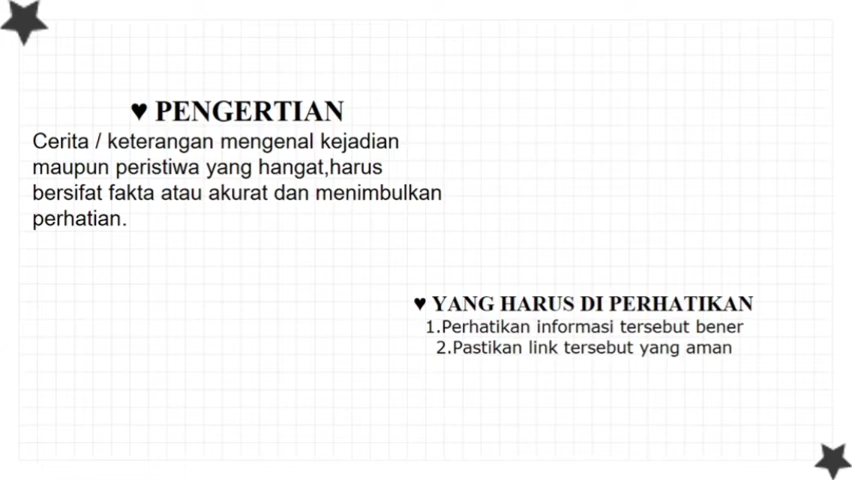 ♥ PENGERTIAN
Cerita / keterangan mengenal kejadian
maupun peristiwa yang hangat,harus
bersifat fakta atau akurat dan menimbulkan
perhatian.
♥ YANG HARUS DI PERHATIKAN
1.Perhatikan informasi tersebut bener
2.Pastikan link tersebut yang aman